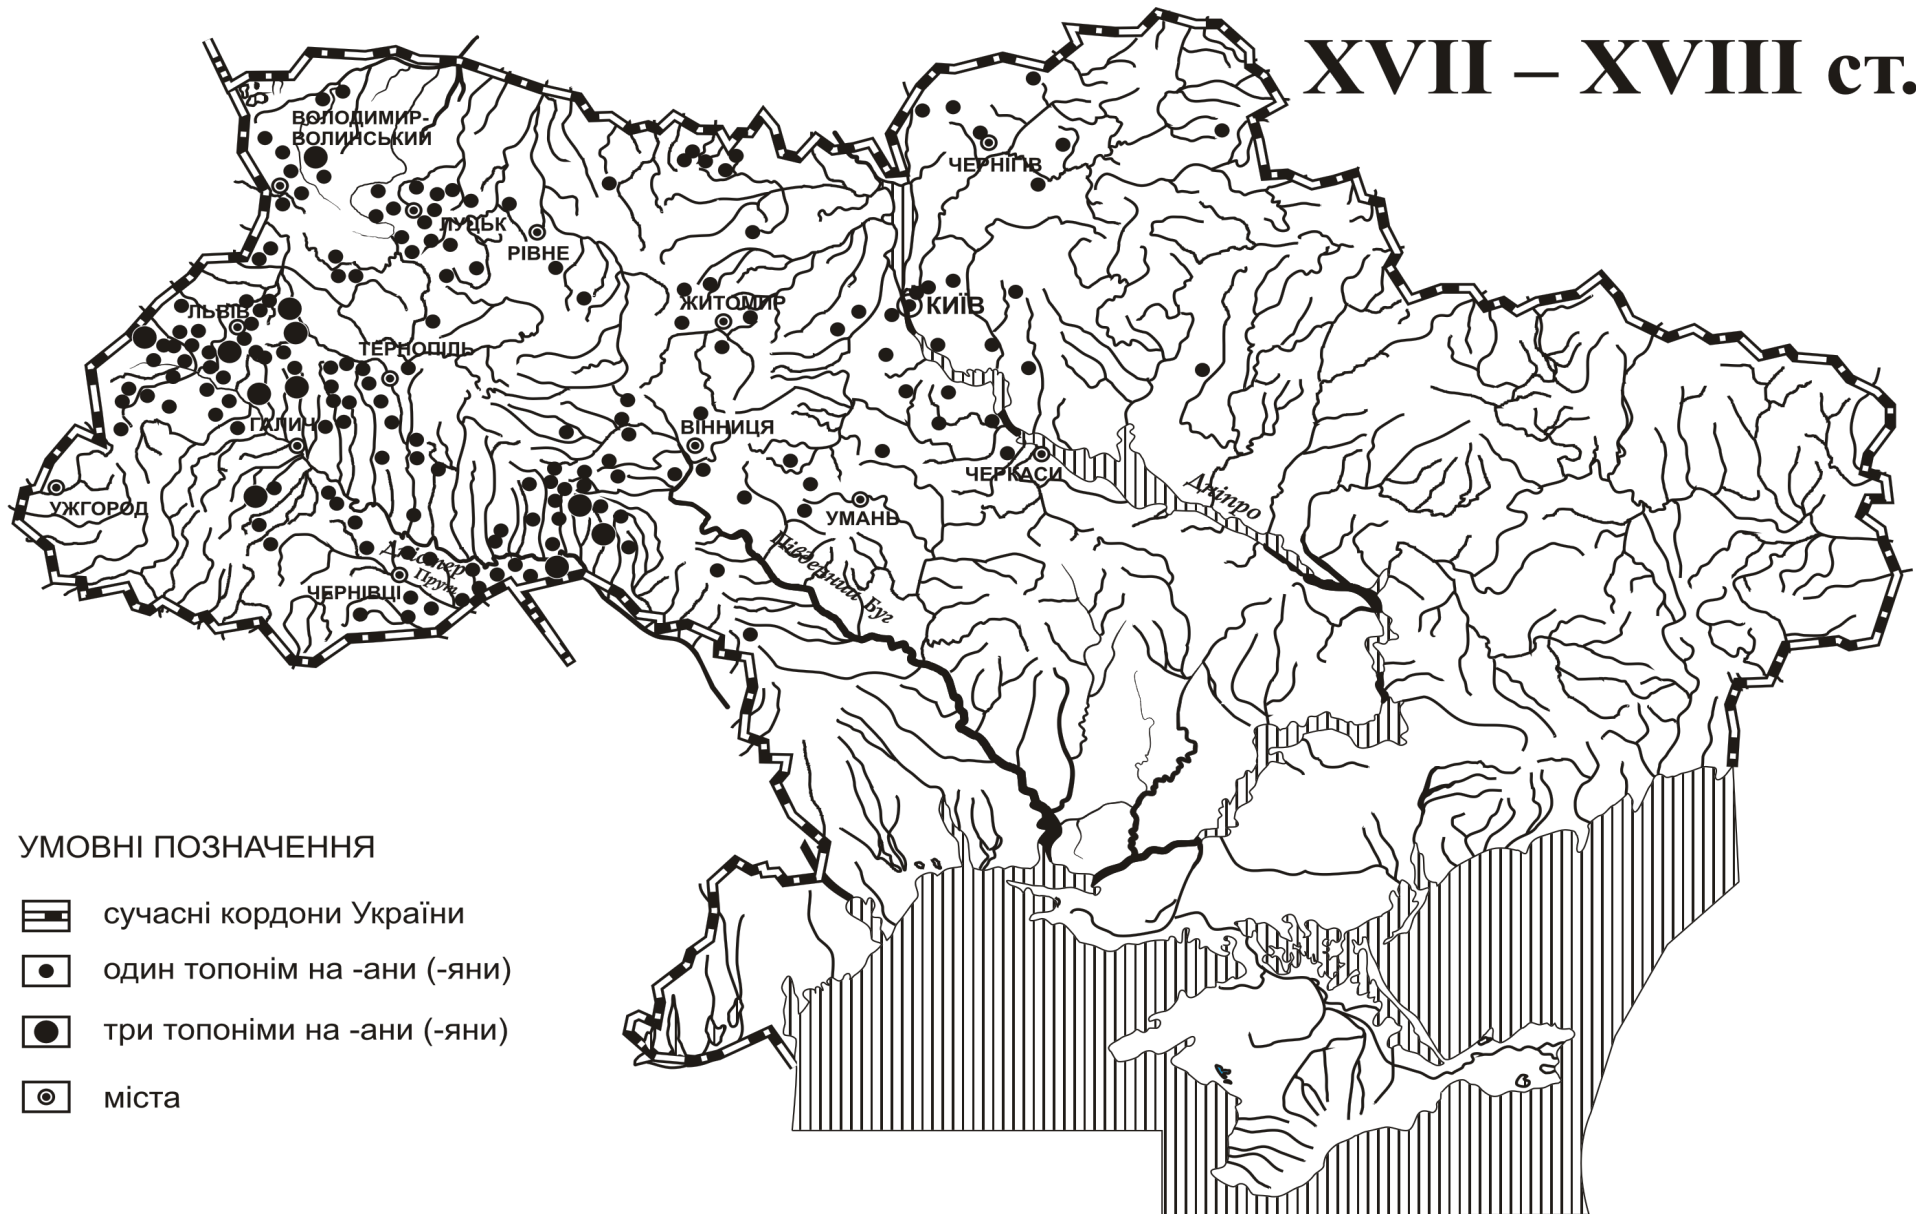 XVII – XVIII ст.
ВОЛОДИМИР-
ВОЛИНСЬКИЙ
ЧЕРНІГІВ
ЛУЦЬК
РІВНЕ
ЖИТОМИР
КИЇВ
ЛЬВІВ
ТЕРНОПІЛЬ
ГАЛИЧ
ВІННИЦЯ
ЧЕРКАСИ
Дніпро
УЖГОРОД
УМАНЬ
Дністер
Прут
Південний Буг
ЧЕРНІВЦІ
УМОВНІ ПОЗНАЧЕННЯ
сучасні кордони України
один топонім на -ани (-яни)
три топоніми на -ани (-яни)
міста